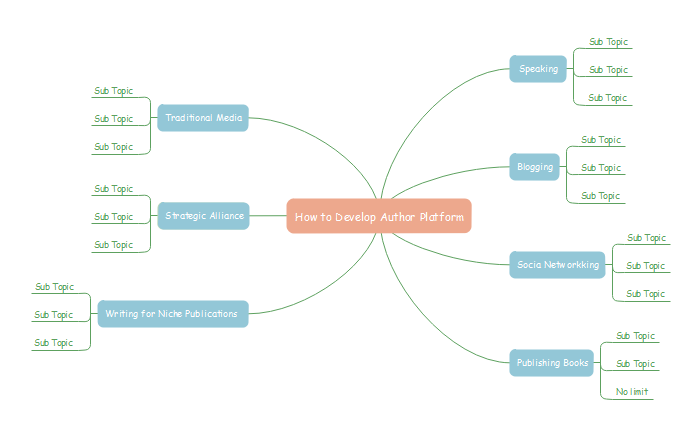 How to Develop Author Platform
Traditional Media
Sub Topic
Sub Topic
Sub Topic
Strategic Alliance
Sub Topic
Sub Topic
Sub Topic
Writing for Niche Publications
Sub Topic
Sub Topic
Sub Topic
Speaking
Sub Topic
Sub Topic
Sub Topic
Blogging
Sub Topic
Sub Topic
Sub Topic
Socia Networkking
Sub Topic
Sub Topic
Sub Topic
Publishing Books
Sub Topic
Sub Topic
No limit